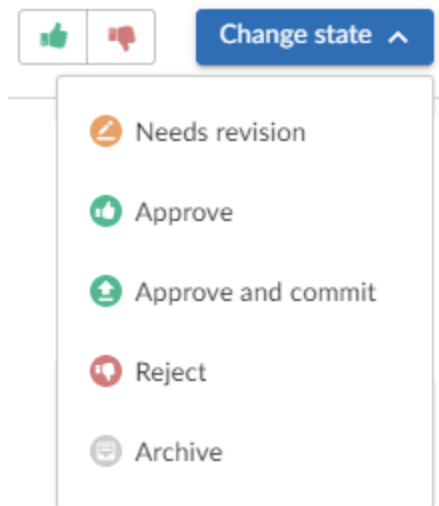 Change state
Needs revision
Approve
Approve and commit
Reject
Archive